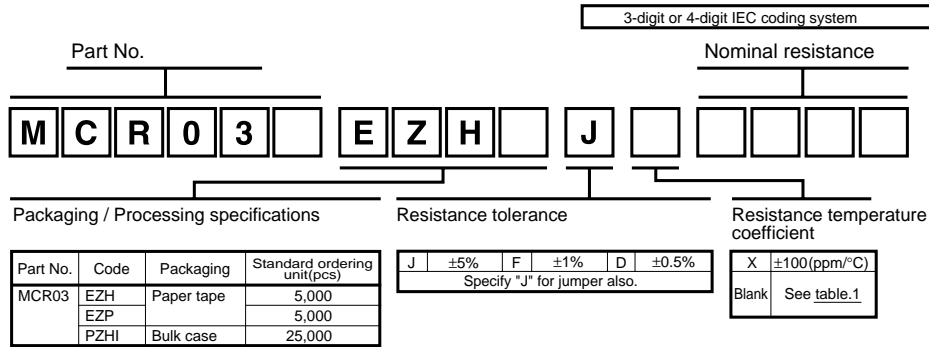 3-digit or 4-digit IEC coding system
Part No.
Nominal resistance
M C R 0 3 E Z H J
Packaging / Processing specifications
Resistance tolerance
Resistance temperature
coefficient
Part No. Code Packaging Standard ordering
unit(pcs)
MCR03 EZH Paper tape 5,000
EZP 5,000
PZHI Bulk case 25,000
J ±5% F ±1% D ±0.5%
Specify "J" for jumper also.
X ±100(ppm/°C)
Blank See table.1